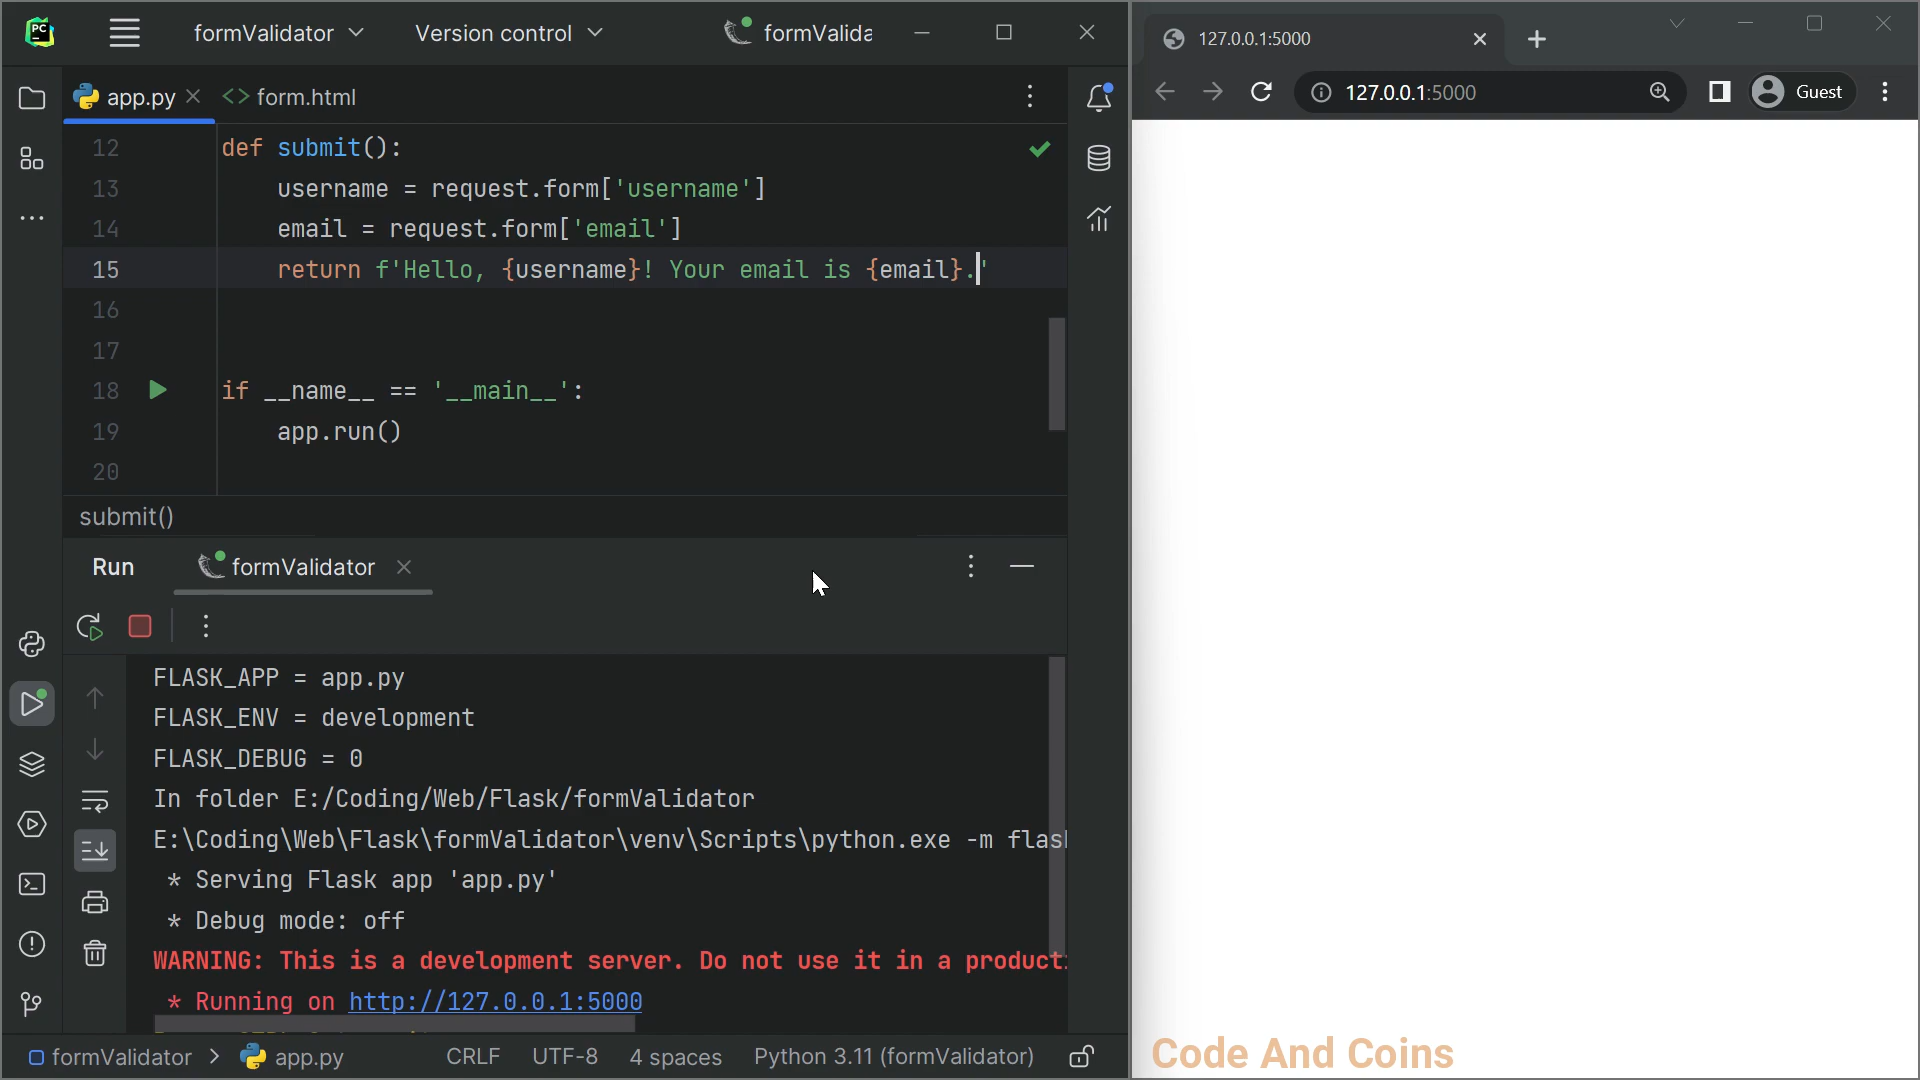 PC
formValidator
Version control
formValida
127.0.0.1:5000
127.0.0.1:5000
Guest
app.py
<> form.html
12 def submit():
13 username = request.form['username']
14 email = request.form['email']
15 return f'Hello, {username}! Your email is {email}.'
16
17
18 if __name__ == '__main__':
19 app.run()
20
submit()
Run
formValidator
FLASK_APP = app.py
FLASK_ENV = development
FLASK_DEBUG = 0
In folder E:/Coding/Web/Flask/formValidator
E:\Coding\Web\Flask\formValidator\venv\Scripts\python.exe -m flas
* Serving Flask app 'app.py'
* Debug mode: off
WARNING: This is a development server. Do not use it in a product
* Running on http://127.0.0.1:5000
formValidator > app.py
CRLF
UTF-8
4 spaces
Python 3.11 (formValidator)
Code And Coins